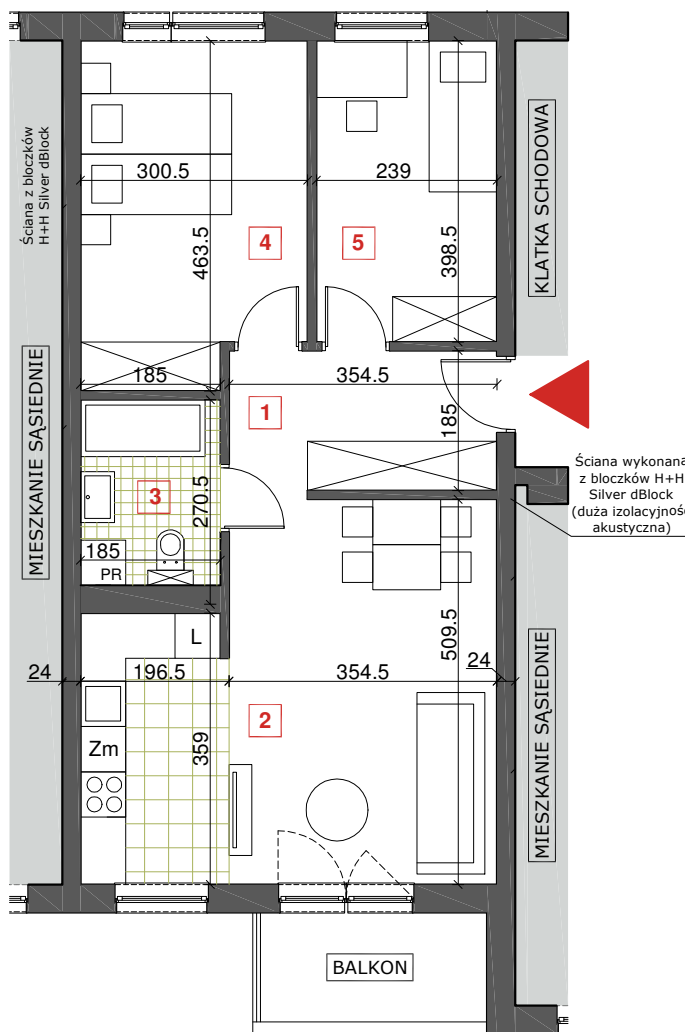 Ściana z bloczków
H+H Silver dBlock
KLATKA SCHODOWA
300.5
239
463.5
4
5
398.5
MIESZKANIE SĄSIEDNIE
185
354.5
1
185
Ściana wykonana
z bloczków H+H
Silver dBlock
(duża izolacyjność
akustyczna)
3
270.5
185
PR
L
509.5
24
196.5
354.5
24
MIESZKANIE SĄSIEDNIE
2
Zm
359
BALKON